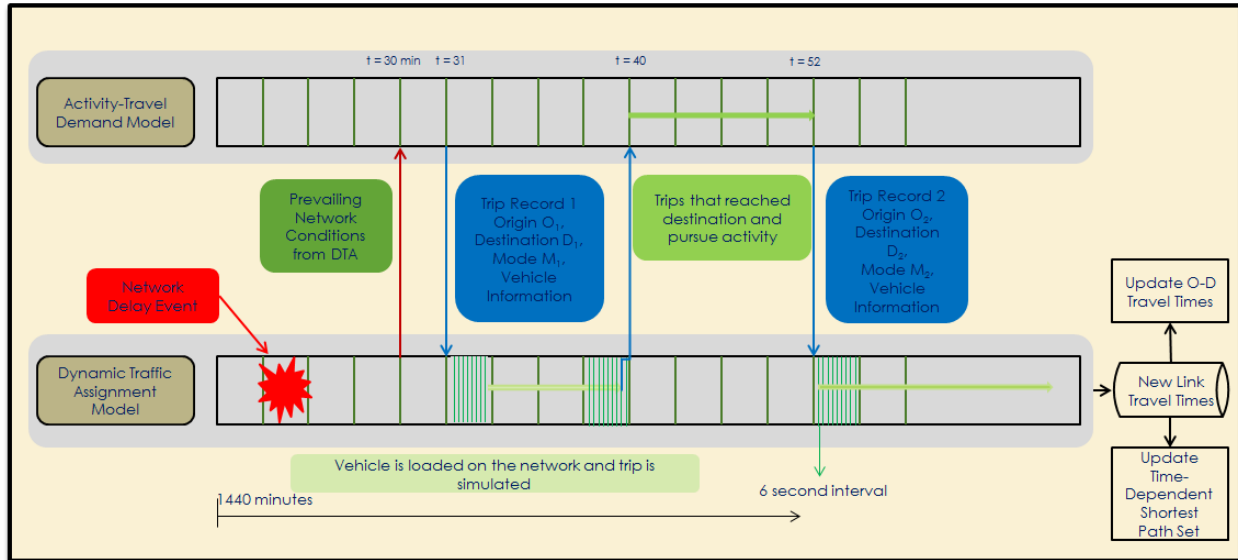 t = 30 min
t = 31
t = 40
t = 52
Activity-Travel
Demand Model
Prevailing
Network
Conditions
from DTA
Trip Record 1
Origin O₁,
Destination D₁,
Mode M₁,
Vehicle
Information
Trips that reached
destination and
pursue activity
Trip Record 2
Origin O₂,
Destination
D₂,
Mode M₂,
Vehicle
Information
Network
Delay Event
Update O-D
Travel Times
Dynamic Traffic
Assignment
Model
New Link
Travel Times
Vehicle is loaded on the network and trip is
simulated
6 second interval
1440 minutes
Update
Time-
Dependent
Shortest
Path Set